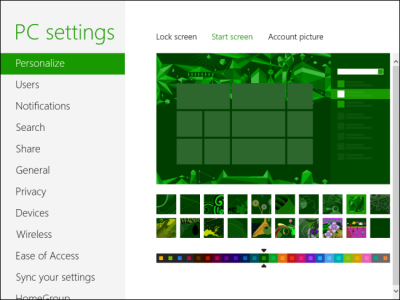 PC settings
Lock screen Start screen Account picture
Personalize
Users
Notifications
Search
Share
General
Privacy
Devices
Wireless
Ease of Access
Sync your settings
HomeGroup